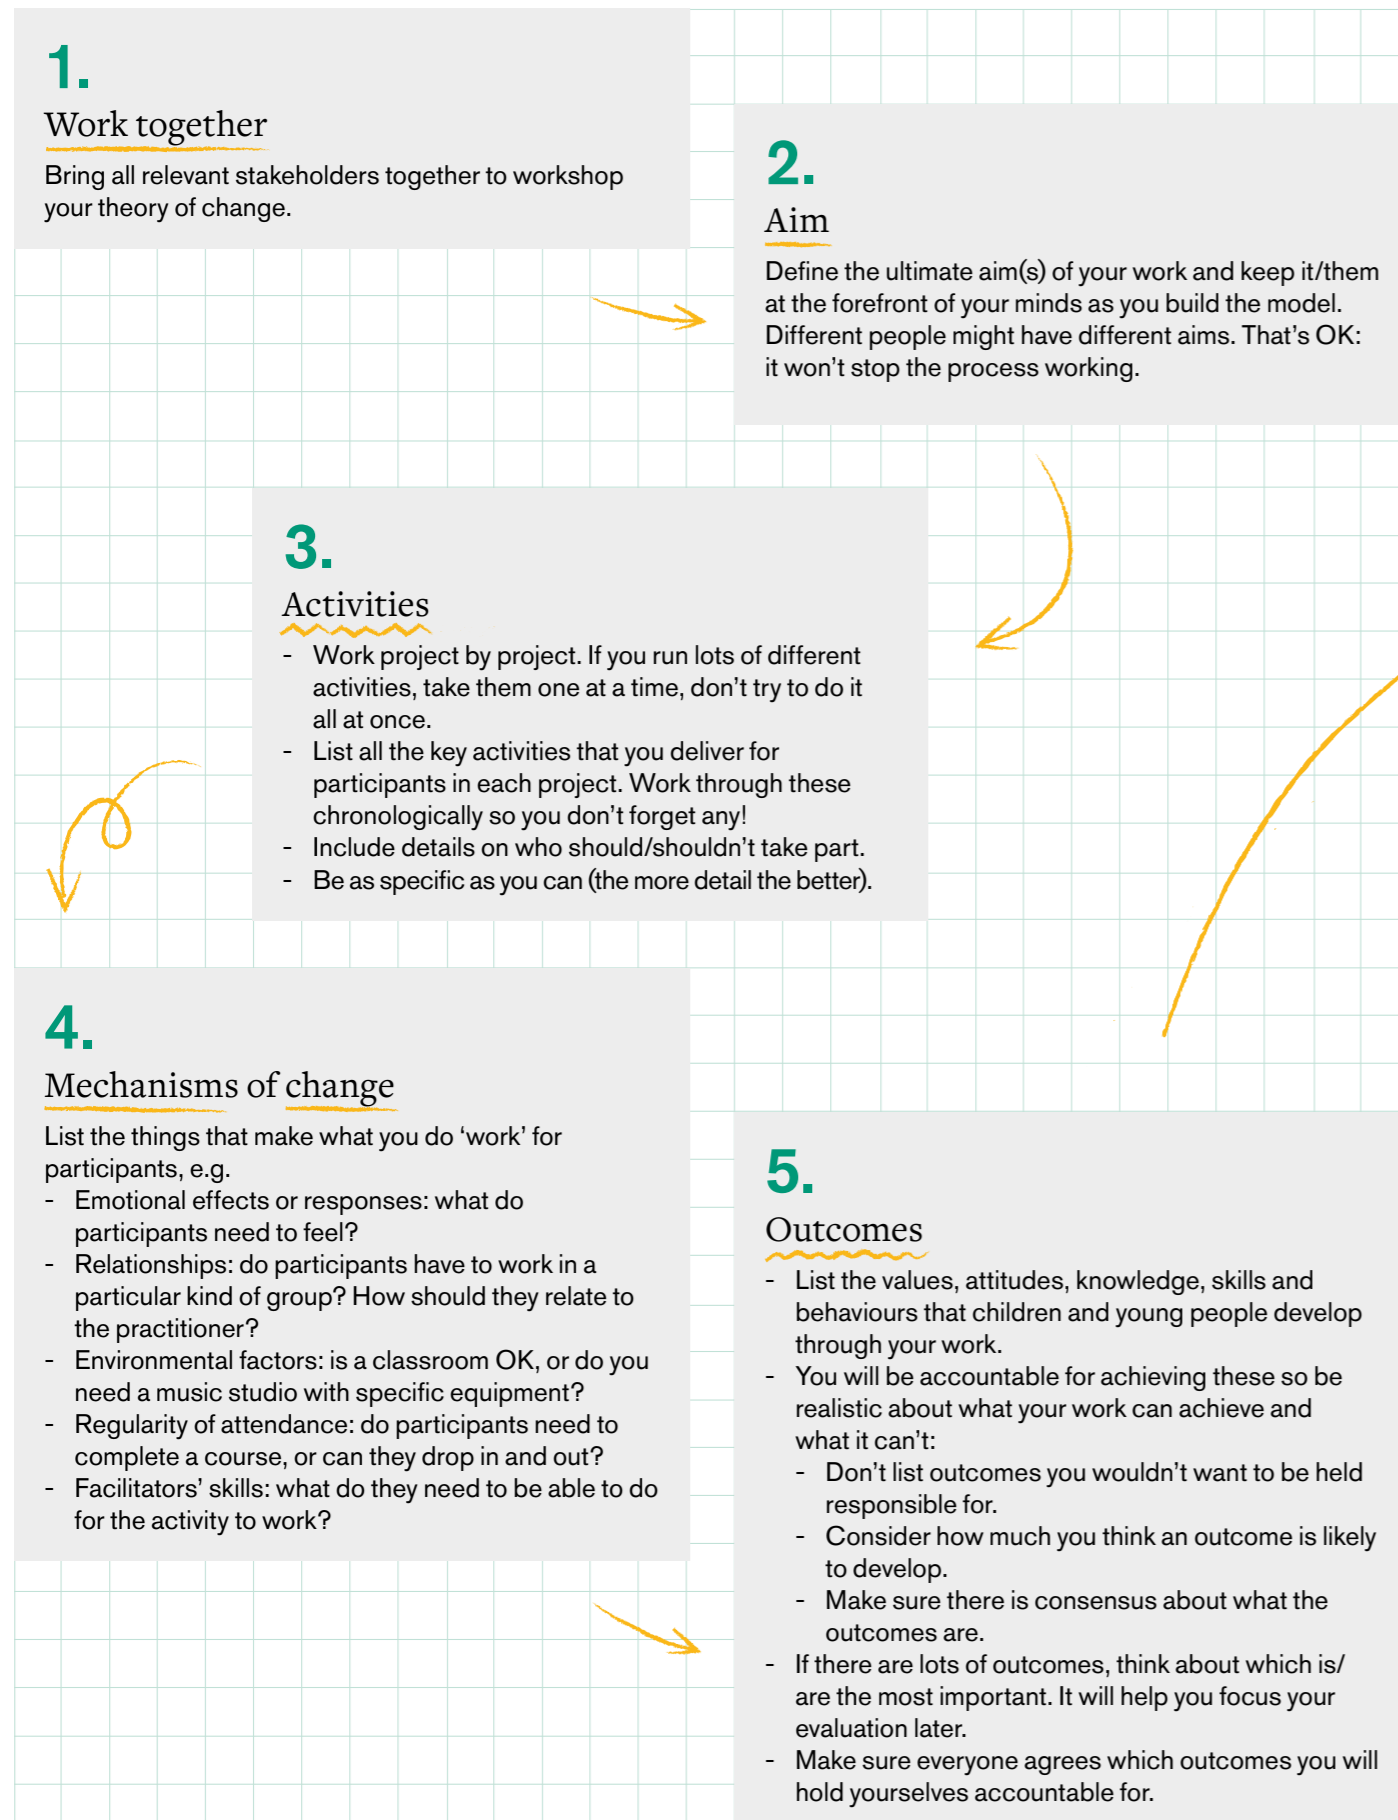 1.
Work together
Bring all relevant stakeholders together to workshop
your theory of change.
2.
Aim
Define the ultimate aim(s) of your work and keep it/them
at the forefront of your minds as you build the model.
Different people might have different aims. That’s OK:
it won’t stop the process working.
3.
Activities
- Work project by project. If you run lots of different
activities, take them one at a time, don’t try to do it
all at once.
- List all the key activities that you deliver for
participants in each project. Work through these
chronologically so you don’t forget any!
- Include details on who should/shouldn’t take part.
- Be as specific as you can (the more detail the better).
4.
Mechanisms of change
List the things that make what you do ‘work’ for
participants, e.g.
- Emotional effects or responses: what do
participants need to feel?
- Relationships: do participants have to work in a
particular kind of group? How should they relate to
the practitioner?
- Environmental factors: is a classroom OK, or do you
need a music studio with specific equipment?
- Regularity of attendance: do participants need to
complete a course, or can they drop in and out?
- Facilitators’ skills: what do they need to be able to do
for the activity to work?
5.
Outcomes
- List the values, attitudes, knowledge, skills and
behaviours that children and young people develop
through your work.
- You will be accountable for achieving these so be
realistic about what your work can achieve and
what it can’t:
- Don’t list outcomes you wouldn’t want to be held
responsible for.
- Consider how much you think an outcome is likely
to develop.
- Make sure there is consensus about what the
outcomes are.
- If there are lots of outcomes, think about which is/
are the most important. It will help you focus your
evaluation later.
- Make sure everyone agrees which outcomes you will
hold yourselves accountable for.